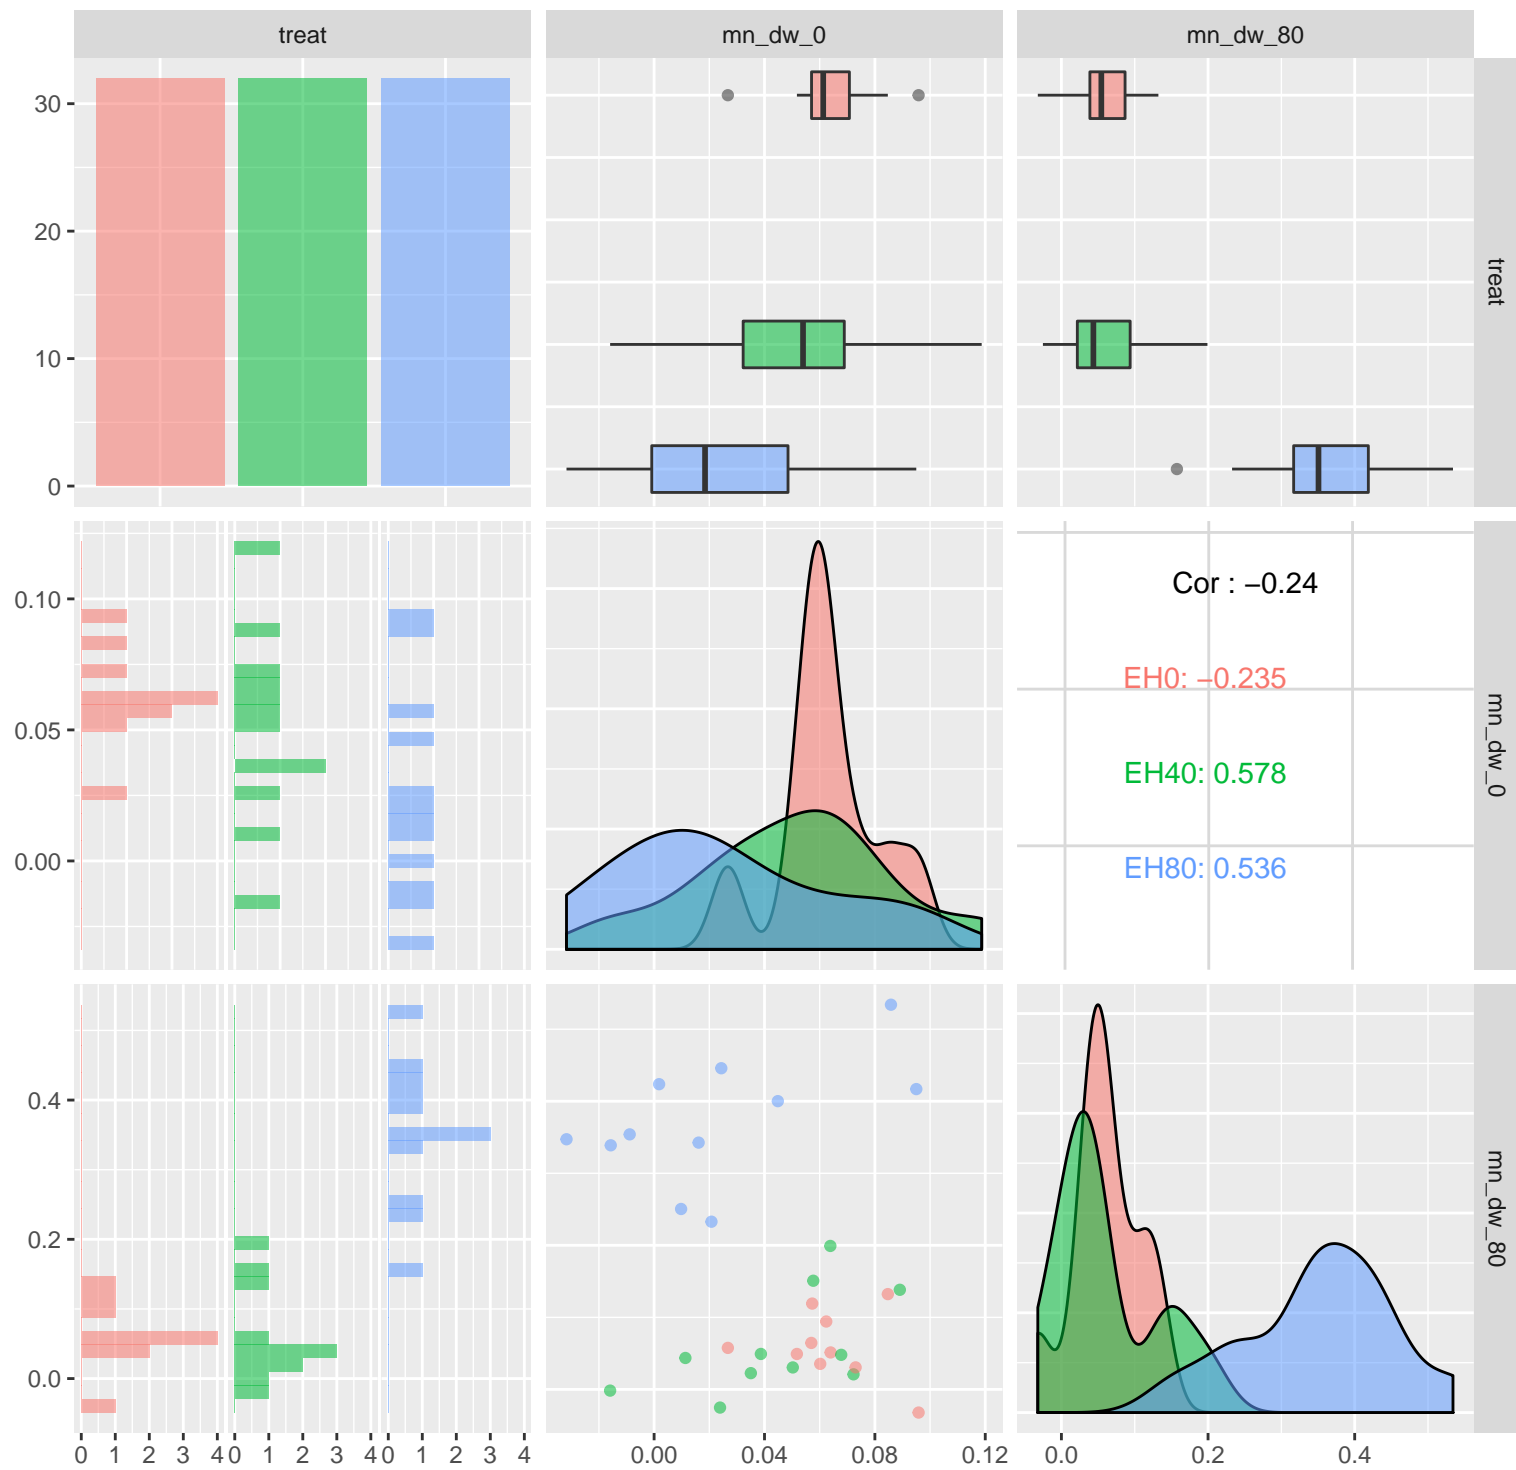 treat mn_dw_0 mn_dw_80
30
20
10
0
treat
0.10
0.05
0.00
Cor : −0.24
EH0: −0.235
EH40: 0.578
EH80: 0.536
mn_dw_0
0.4
0.2
0.0
mn_dw_80
0 1 2 3 4 0 1 2 3 4 0 1 2 3 4 0.00 0.04 0.08 0.12 0.0 0.2 0.4